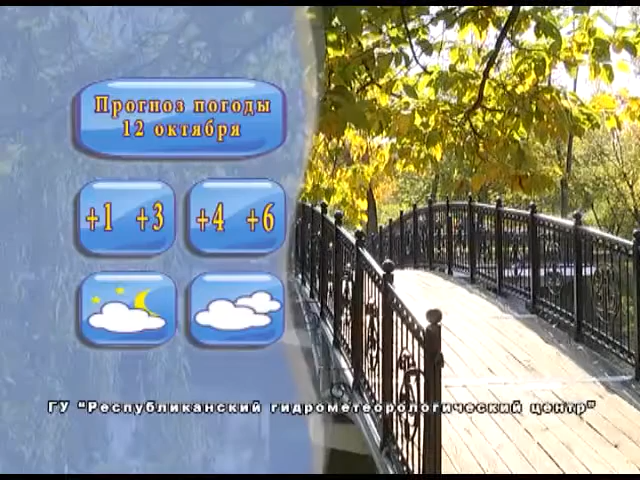 Прогноз погоды
12 октября
+1 +3 +4 +6
ГУ "Республиканский гидрометеорологический центр"